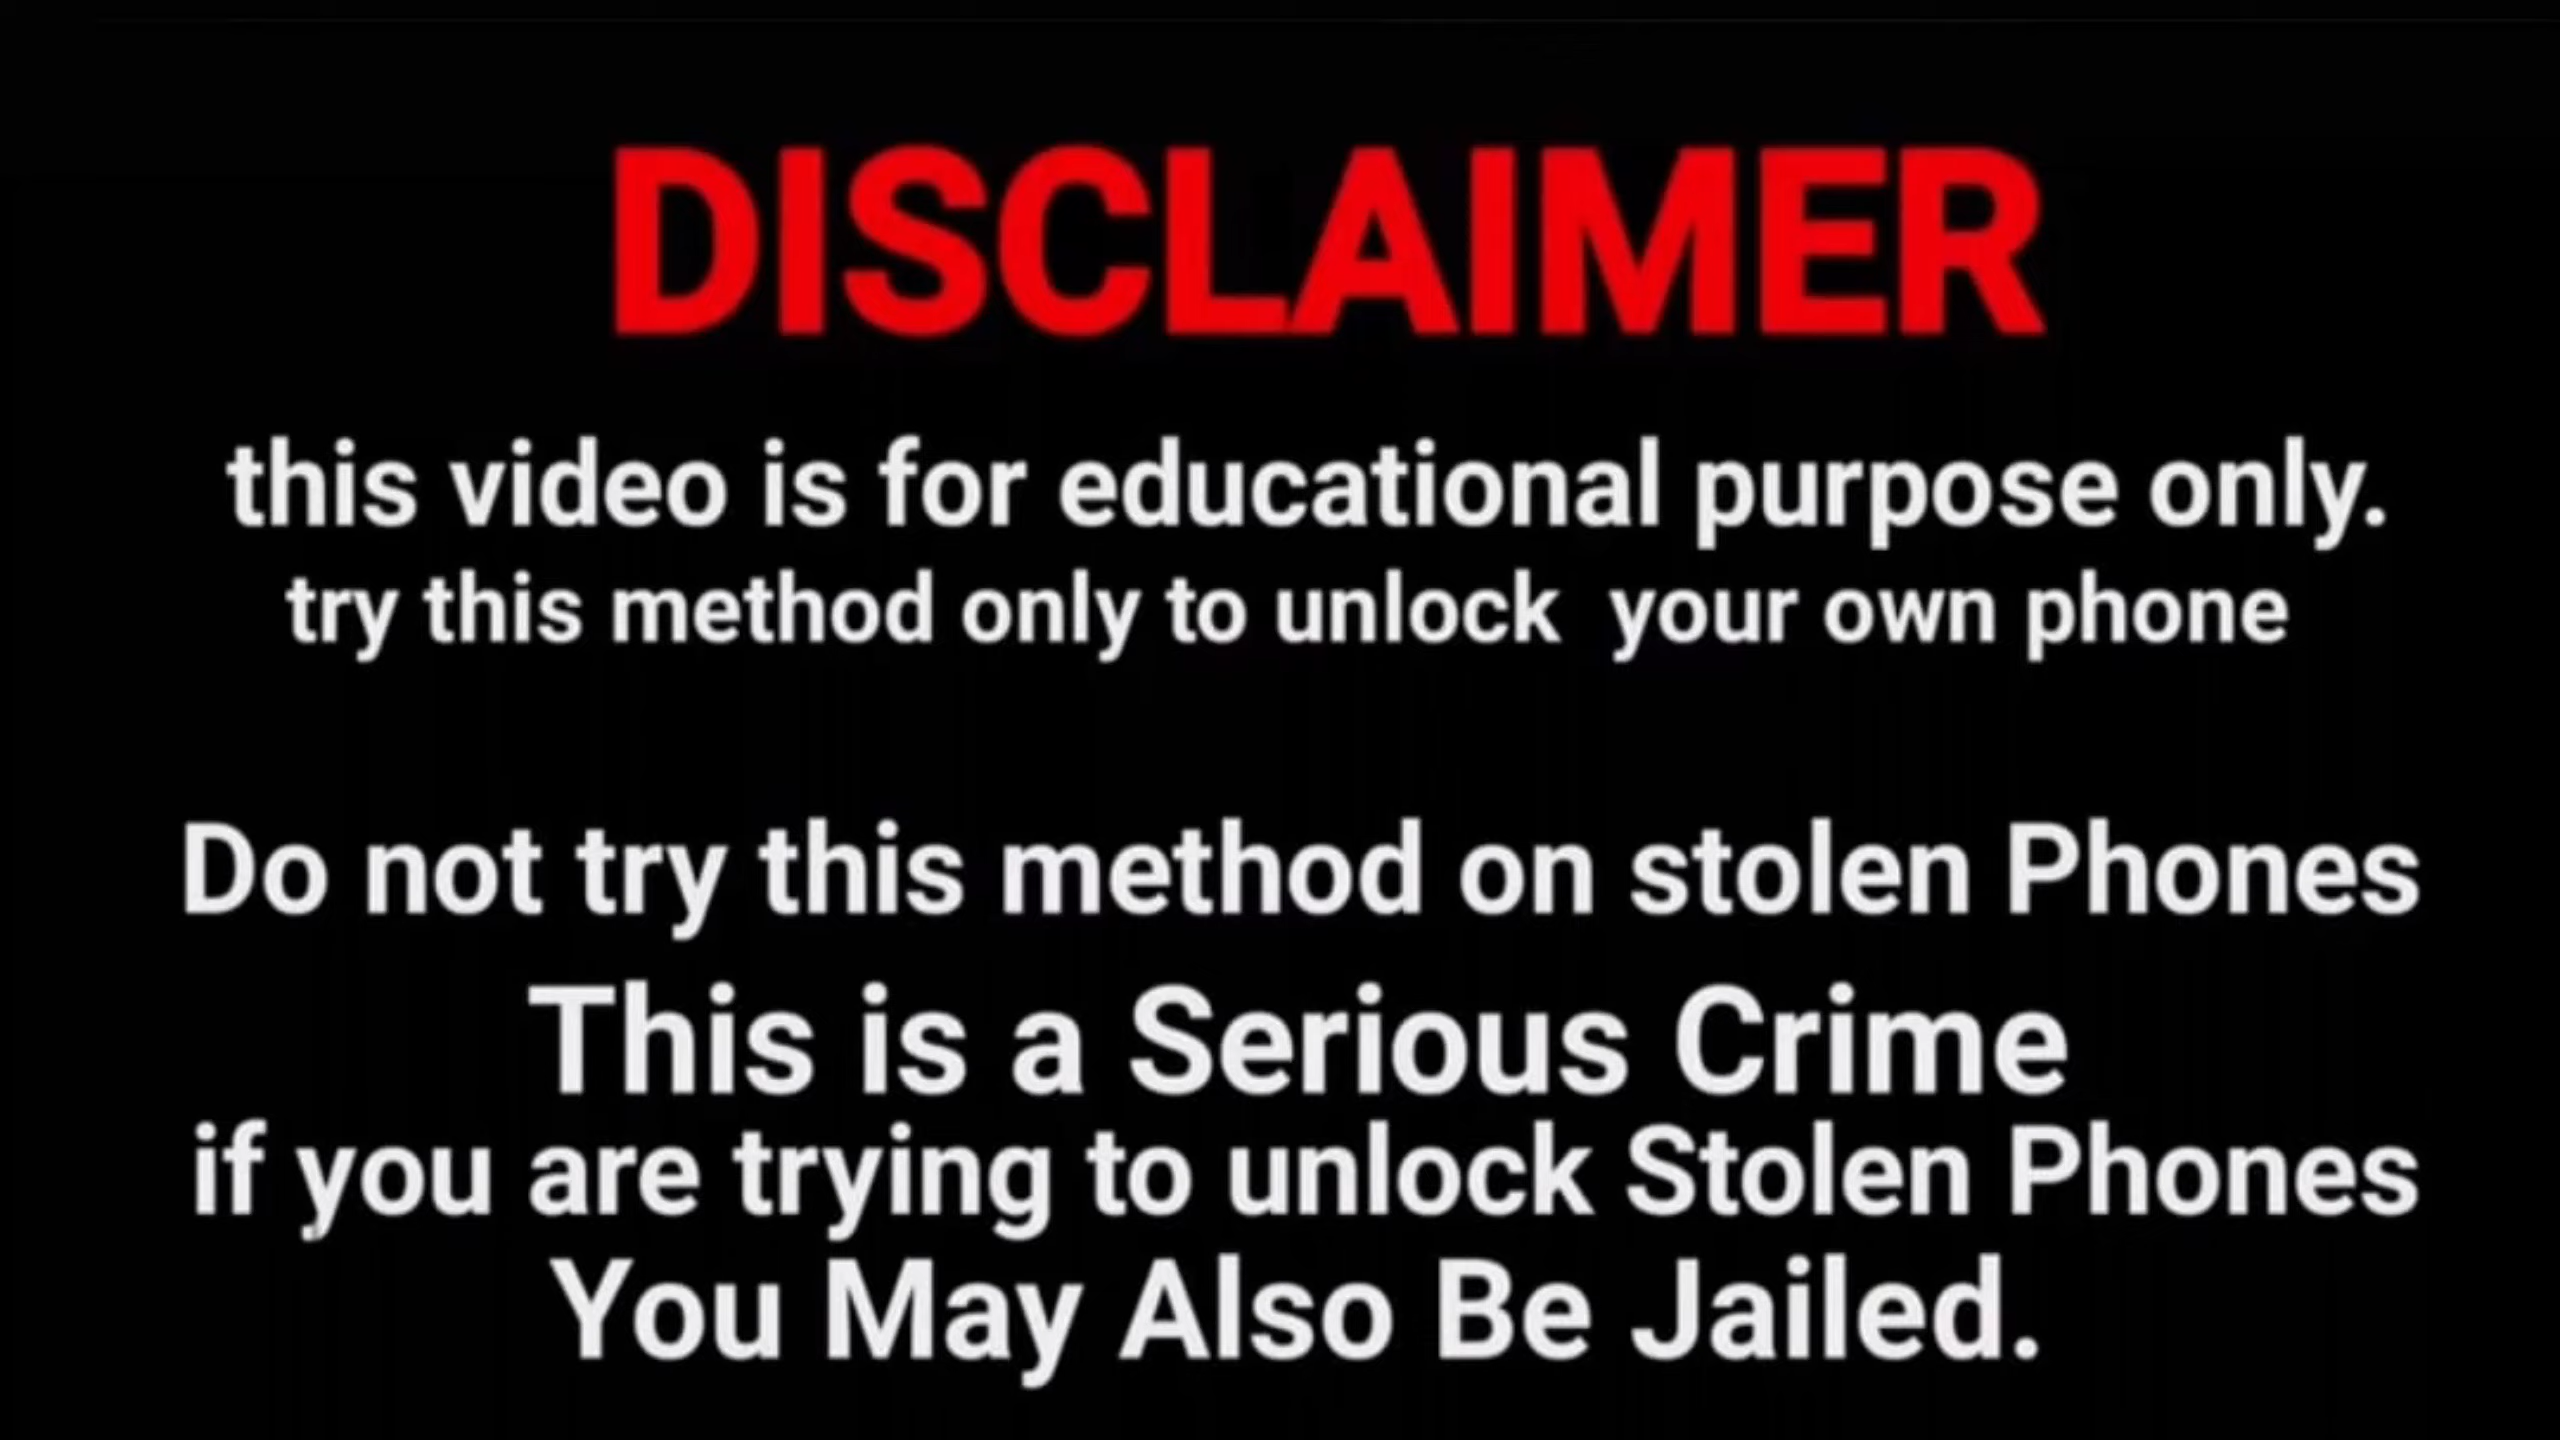 DISCLAIMER
this video is for educational purpose only.
try this method only to unlock  your own phone
Do not try this method on stolen Phones
This is a Serious Crime
if you are trying to unlock Stolen Phones
You May Also Be Jailed.